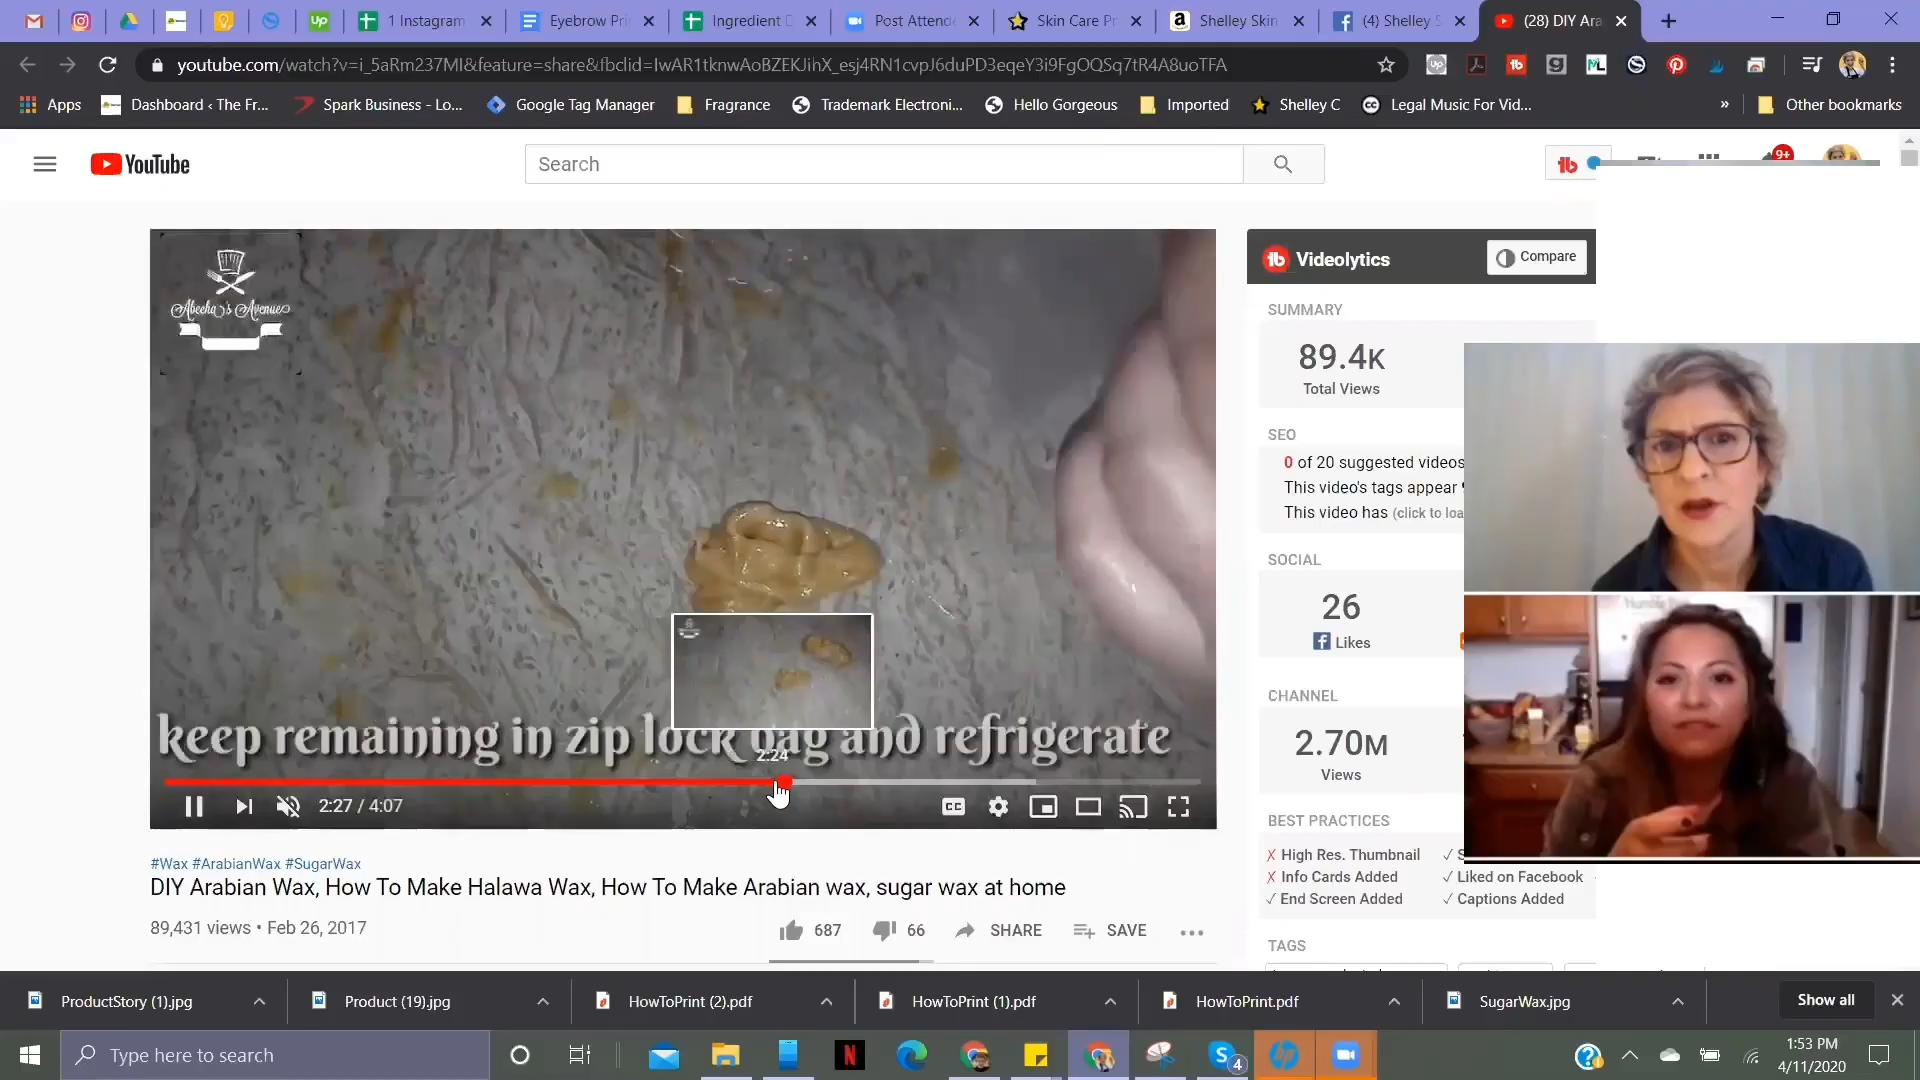 1 Instagram
Eyebrow Pri
Ingredient D
Post Attende
Skin Care Pr
Shelley Skin
(4) Shelley S
(28) DIY Ara
youtube.com/watch?v=i_5aRm237MI&feature=share&fbclid=IwAR1tknwAoBZEKJihX_esj4RN1cvpJ6duPD3eqeY3i9FgOQSq7tR4A8uoTFA
Apps
Dashboard ‹ The Fr...
Spark Business - Lo...
Google Tag Manager
Fragrance
Trademark Electroni...
Hello Gorgeous
Imported
Shelley C
Legal Music For Vid...
»
Other bookmarks
YouTube
Search
9+
Abeeha's Avenue
keep remaining in zip lock bag and refrigerate
2:24
2:27 / 4:07
CC
#Wax #ArabianWax #SugarWax
DIY Arabian Wax, How To Make Halawa Wax, How To Make Arabian wax, sugar wax at home
89,431 views • Feb 26, 2017
687
66
SHARE
SAVE
Videolytics
Compare
SUMMARY
89.4K
Total Views
SEO
0 of 20 suggested videos
This video's tags appear
This video has (click to loa
SOCIAL
26
Likes
CHANNEL
2.70M
Views
BEST PRACTICES
✗ High Res. Thumbnail ✓ S
✗ Info Cards Added ✓ Liked on Facebook
✓ End Screen Added ✓ Captions Added
TAGS
ProductStory (1).jpg
Product (19).jpg
HowToPrint (2).pdf
HowToPrint (1).pdf
HowToPrint.pdf
SugarWax.jpg
Show all
Type here to search
4
1:53 PM
4/11/2020